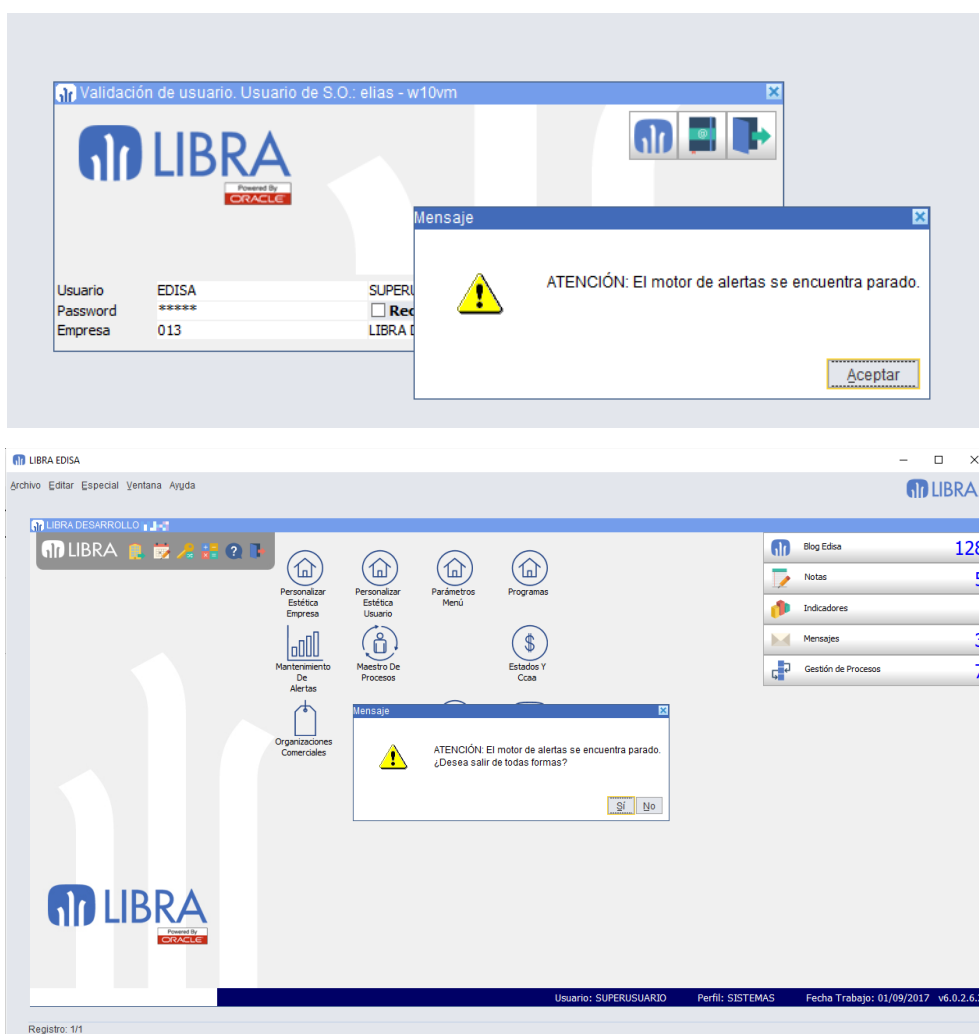 Validación de usuario. Usuario de S.O.: elias - w10vm
LIBRA
Powered By
ORACLE
Mensaje
ATENCIÓN: El motor de alertas se encuentra parado.
Aceptar
Usuario EDISA
Password *****
Empresa 013 LIBRA
LIBRA EDISA
Archivo Editar Especial Ventana Ayuda
LIBRA
LIBRA DESARROLLO
LIBRA
Personalizar
Estética
Empresa
Personalizar
Estética
Usuario
Parámetros
Menú
Programas
Mantenimiento
De
Alertas
Maestro De
Procesos
Estados Y
Ccaa
Organizaciones
Comerciales
Blog Edisa 128
Notas 5
Indicadores
Mensajes
Gestión de Procesos
Mensaje
ATENCIÓN: El motor de alertas se encuentra parado.
¿Desea salir de todas formas?
Sí No
LIBRA
Powered By
ORACLE
Usuario: SUPERUSUARIO Perfil: SISTEMAS Fecha Trabajo: 01/09/2017 v6.0.2.6.
Registro: 1/1